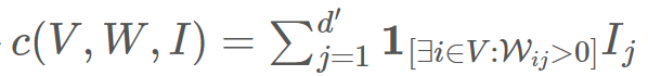 c(V, W, I) = ∑_{j=1}^{d′} 𝟏_{[∃i∈V:𝒲_{ij}>0]} I_j